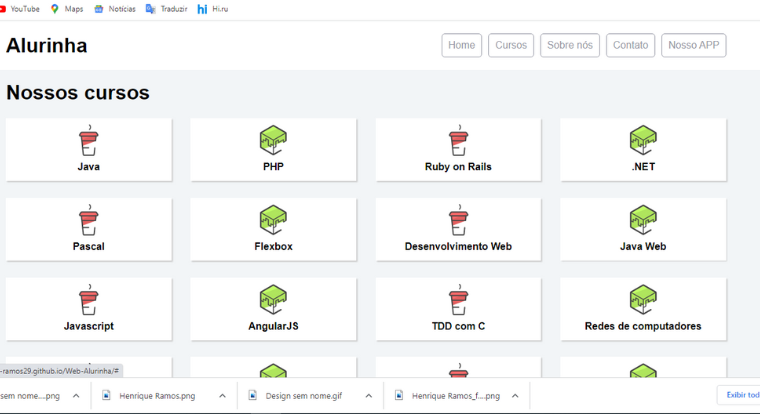 YouTube Maps Notícias Traduzir hi Hi.ru
Alurinha Home Cursos Sobre nós Contato Nosso APP
Nossos cursos
Java PHP Ruby on Rails .NET
Pascal Flexbox Desenvolvimento Web Java Web
Javascript AngularJS TDD com C Redes de computadores
-ramos29.github.io/Web-Alurinha/#
sem nome....png Henrique Ramos.png Design sem nome.gif Henrique Ramos_f....png Exibir tod